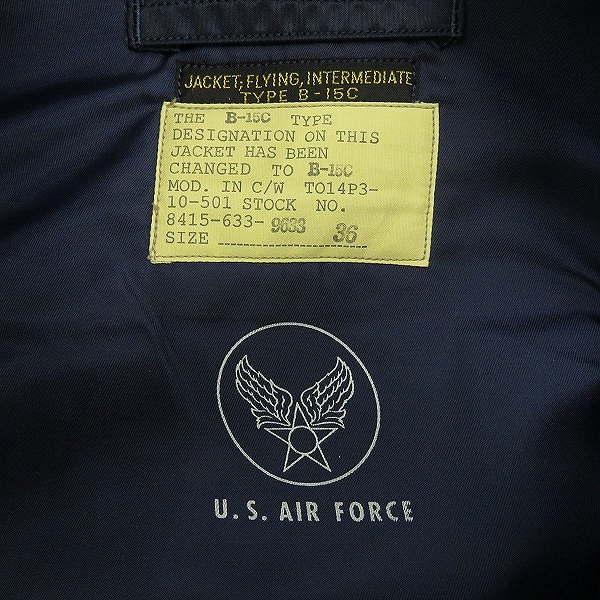 JACKET, FLYING, INTERMEDIATE
TYPE B-15C
THE B-15C TYPE
DESIGNATION ON THIS
JACKET HAS BEEN
CHANGED TO B-15C
MOD. IN C/W TO14P3-
10-501 STOCK NO.
8415-633-9633
SIZE 36
U.S. AIR FORCE